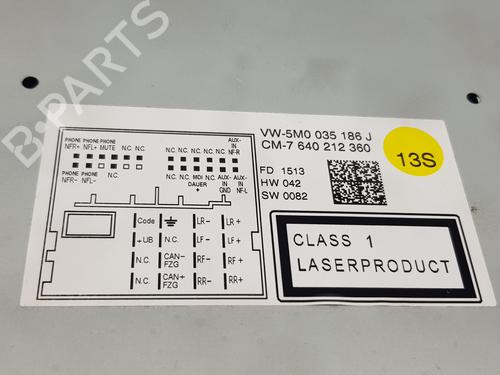 B-PARTS
VW-5M0 035 186 J
CM-7 640 212 360
FD 1513
HW 042
SW 0082
13S
CLASS 1
LASERPRODUCT
PHONE PHONE PHONE AUX-
NFR+ NFL+ MUTE N.C. N.C. N.C. N.C. N.C. IN
NF-R
PHONE PHONE N.C. N.C. MDI AUX- AUX-
NFR- NFL- DAUER IN IN
+ GND NF-L
Code LR- LR+
+UB N.C. LF- LF+
N.C. CAN- FZG RF- RF+
N.C. CAN+ FZG RR- RR+